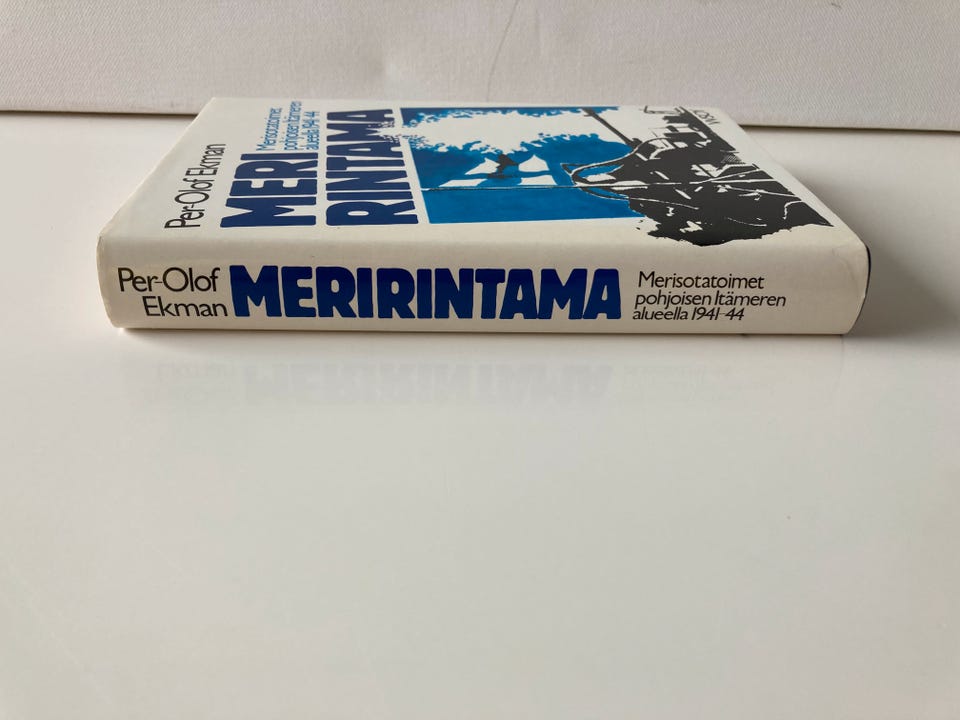 Per-Olof Ekman
Merisotatoimet
pohjoisen Itämeren
alueella 1941-44
MERI
RINTAMA
Per-Olof
Ekman
MERIRINTAMA
Merisotatoimet
pohjoisen Itämeren
alueella 1941-44